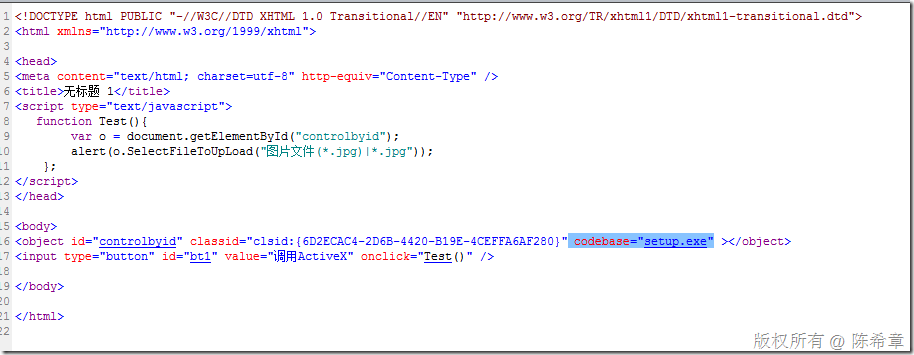 1 <!DOCTYPE html PUBLIC "-//W3C//DTD XHTML 1.0 Transitional//EN" "http://www.w3.org/TR/xhtml1/DTD/xhtml1-transitional.dtd">
2 <html xmlns="http://www.w3.org/1999/xhtml">
3
4 <head>
5 <meta content="text/html; charset=utf-8" http-equiv="Content-Type" />
6 <title>无标题 1</title>
7 <script type="text/javascript">
8 function Test(){
9 var o = document.getElementById("controlbyid");
10 alert(o.SelectFileToUpLoad("图片文件(*.jpg)|*.jpg"));
11 };
12 </script>
13 </head>
14
15 <body>
16 <object id="controlbyid" classid="clsid:{6D2ECAC4-2D6B-4420-B19E-4CEFFA6AF280}" codebase="setup.exe" ></object>
17 <input type="button" id="bt1" value="调用ActiveX" onclick="Test()" />
18
19 </body>
20
21 </html>
22
版权所有 @ 陈希章